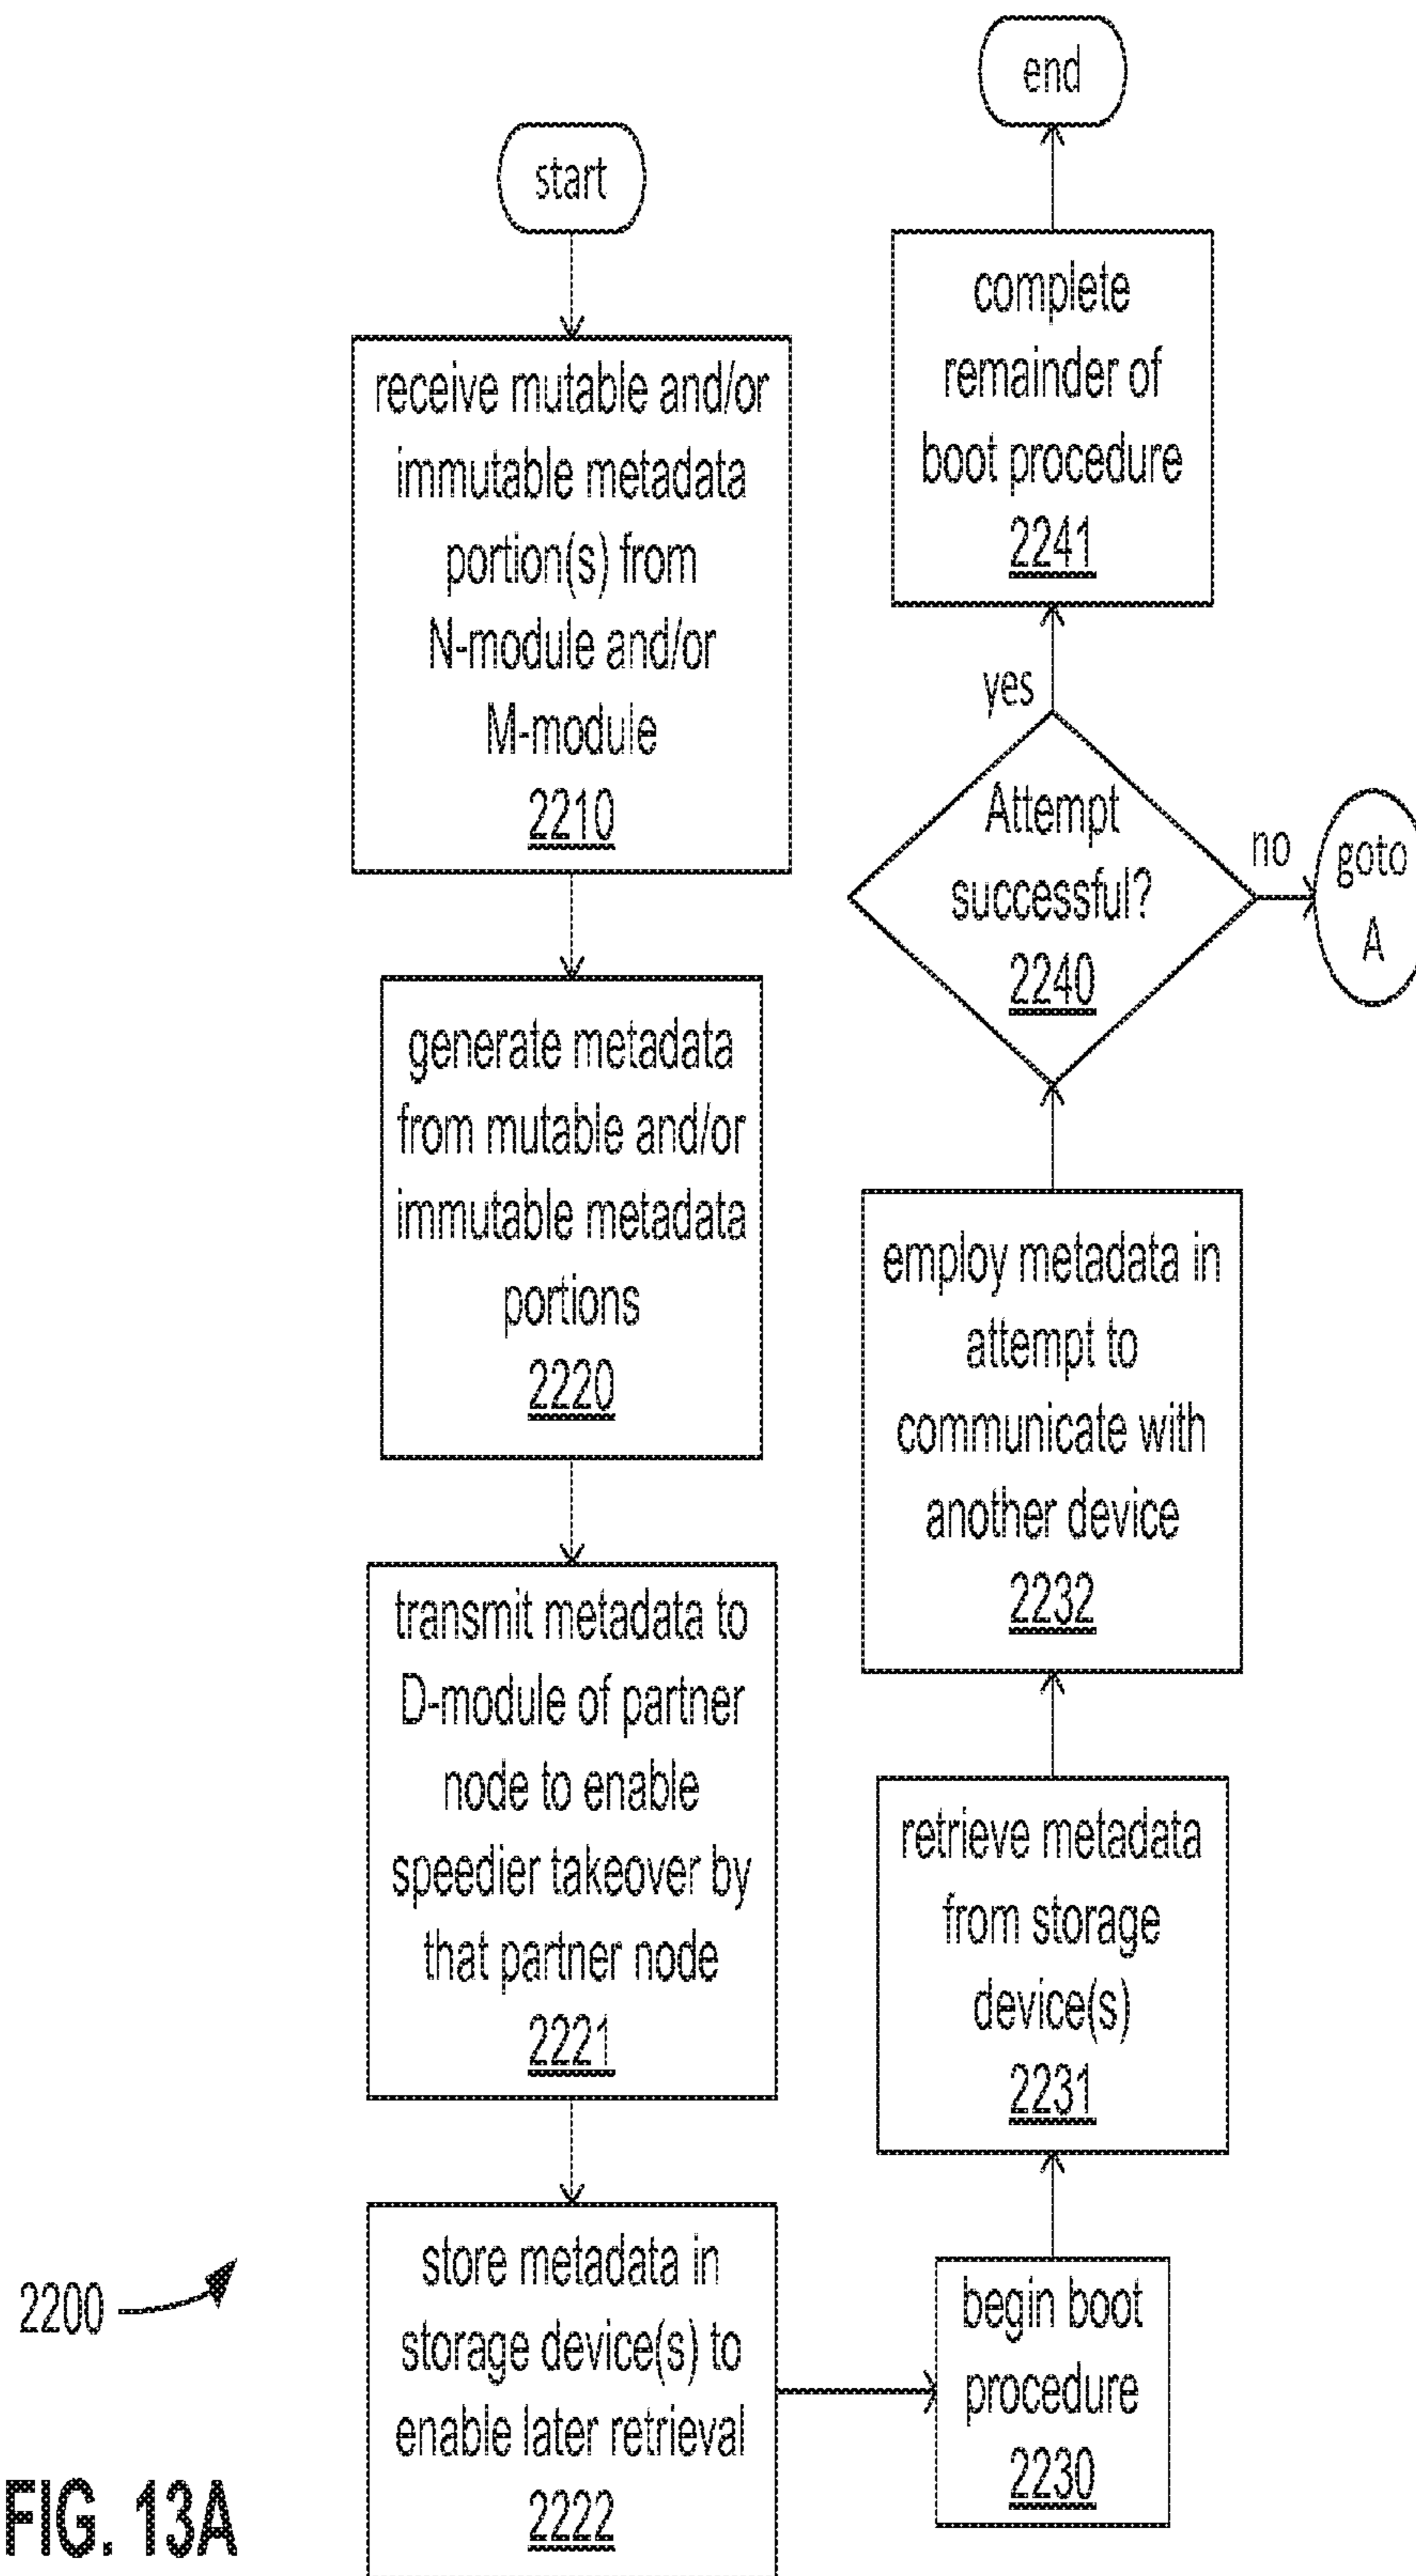 start
receive mutable and/or
immutable metadata
portion(s) from
N-module and/or
M-module
2210
generate metadata
from mutable and/or
immutable metadata
portions
2220
transmit metadata to
D-module of partner
node to enable
speedier takeover by
that partner node
2221
store metadata in
storage device(s) to
enable later retrieval
2222
begin boot
procedure
2230
retrieve metadata
from storage
device(s)
2231
employ metadata in
attempt to
communicate with
another device
2232
Attempt
successful?
2240
no
goto
A
yes
complete
remainder of
boot procedure
2241
end
2200
FIG. 13A